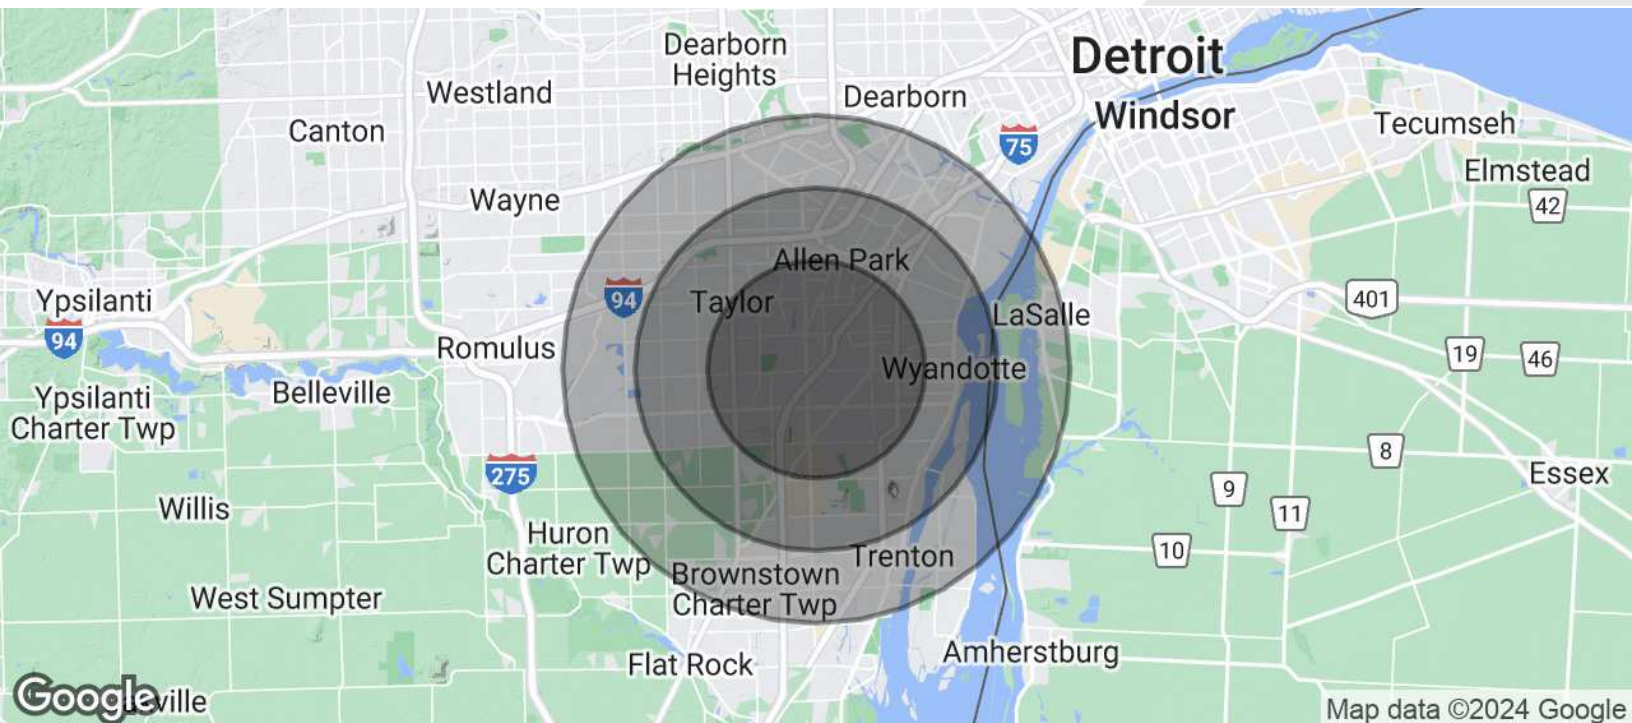 Dearborn
Heights
Detroit
Westland
Dearborn
Windsor
Canton
75
Tecumseh
Elmstead
Wayne
42
Allen Park
Ypsilanti
94
Taylor
401
LaSalle
94
Romulus
Wyandotte
19
46
Belleville
Ypsilanti
Charter Twp
8
275
Essex
9
Willis
11
Huron
Charter Twp
10
Trenton
Brownstown
Charter Twp
West Sumpter
Amherstburg
Flat Rock
Google
ville
Map data ©2024 Google